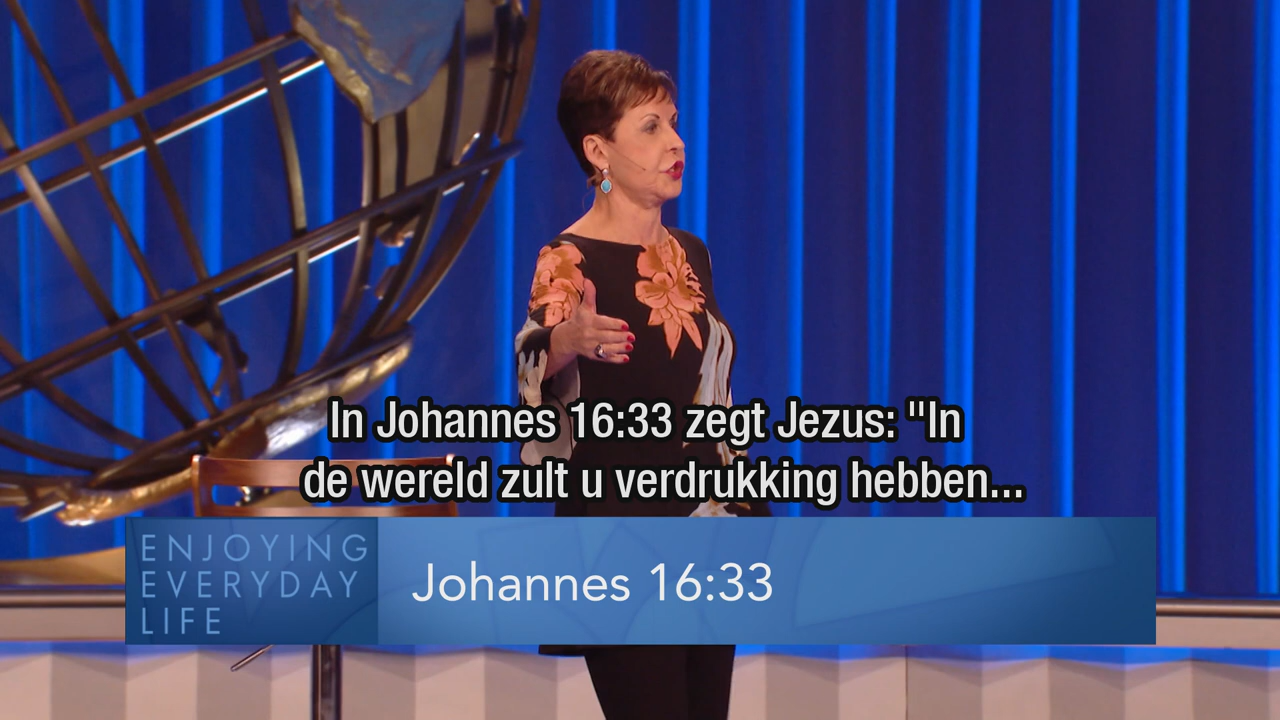 In Johannes 16:33 zegt Jezus: "In
de wereld zult u verdrukking hebben...
ENJOYING
EVERYDAY
LIFE
Johannes 16:33